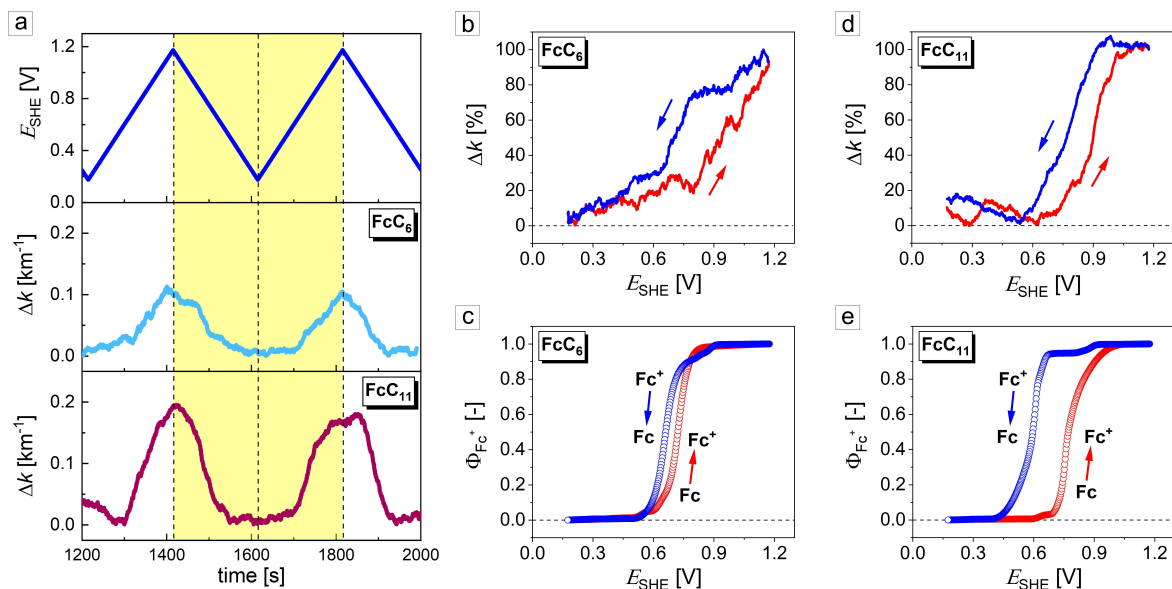 a
1.2
0.8
0.4
0.0
E_SHE [V]
FcC₆
0.2
0.1
0.0
Δk [km⁻¹]
FcC₁₁
0.2
0.1
0.0
Δk [km⁻¹]
1200 1400 1600 1800 2000
time [s]
b
FcC₆
100
80
60
40
20
0
Δk [%]
0.0 0.3 0.6 0.9 1.2
E_SHE [V]
c
FcC₆
1.0
0.8
0.6
0.4
0.2
0.0
Φ_Fc⁺ [-]
Fc⁺
Fc
Fc⁺
Fc
0.0 0.3 0.6 0.9 1.2
E_SHE [V]
d
FcC₁₁
100
80
60
40
20
0
Δk [%]
0.0 0.3 0.6 0.9 1.2
E_SHE [V]
e
FcC₁₁
1.0
0.8
0.6
0.4
0.2
0.0
Φ_Fc⁺ [-]
Fc⁺
Fc
Fc⁺
Fc
0.0 0.3 0.6 0.9 1.2
E_SHE [V]